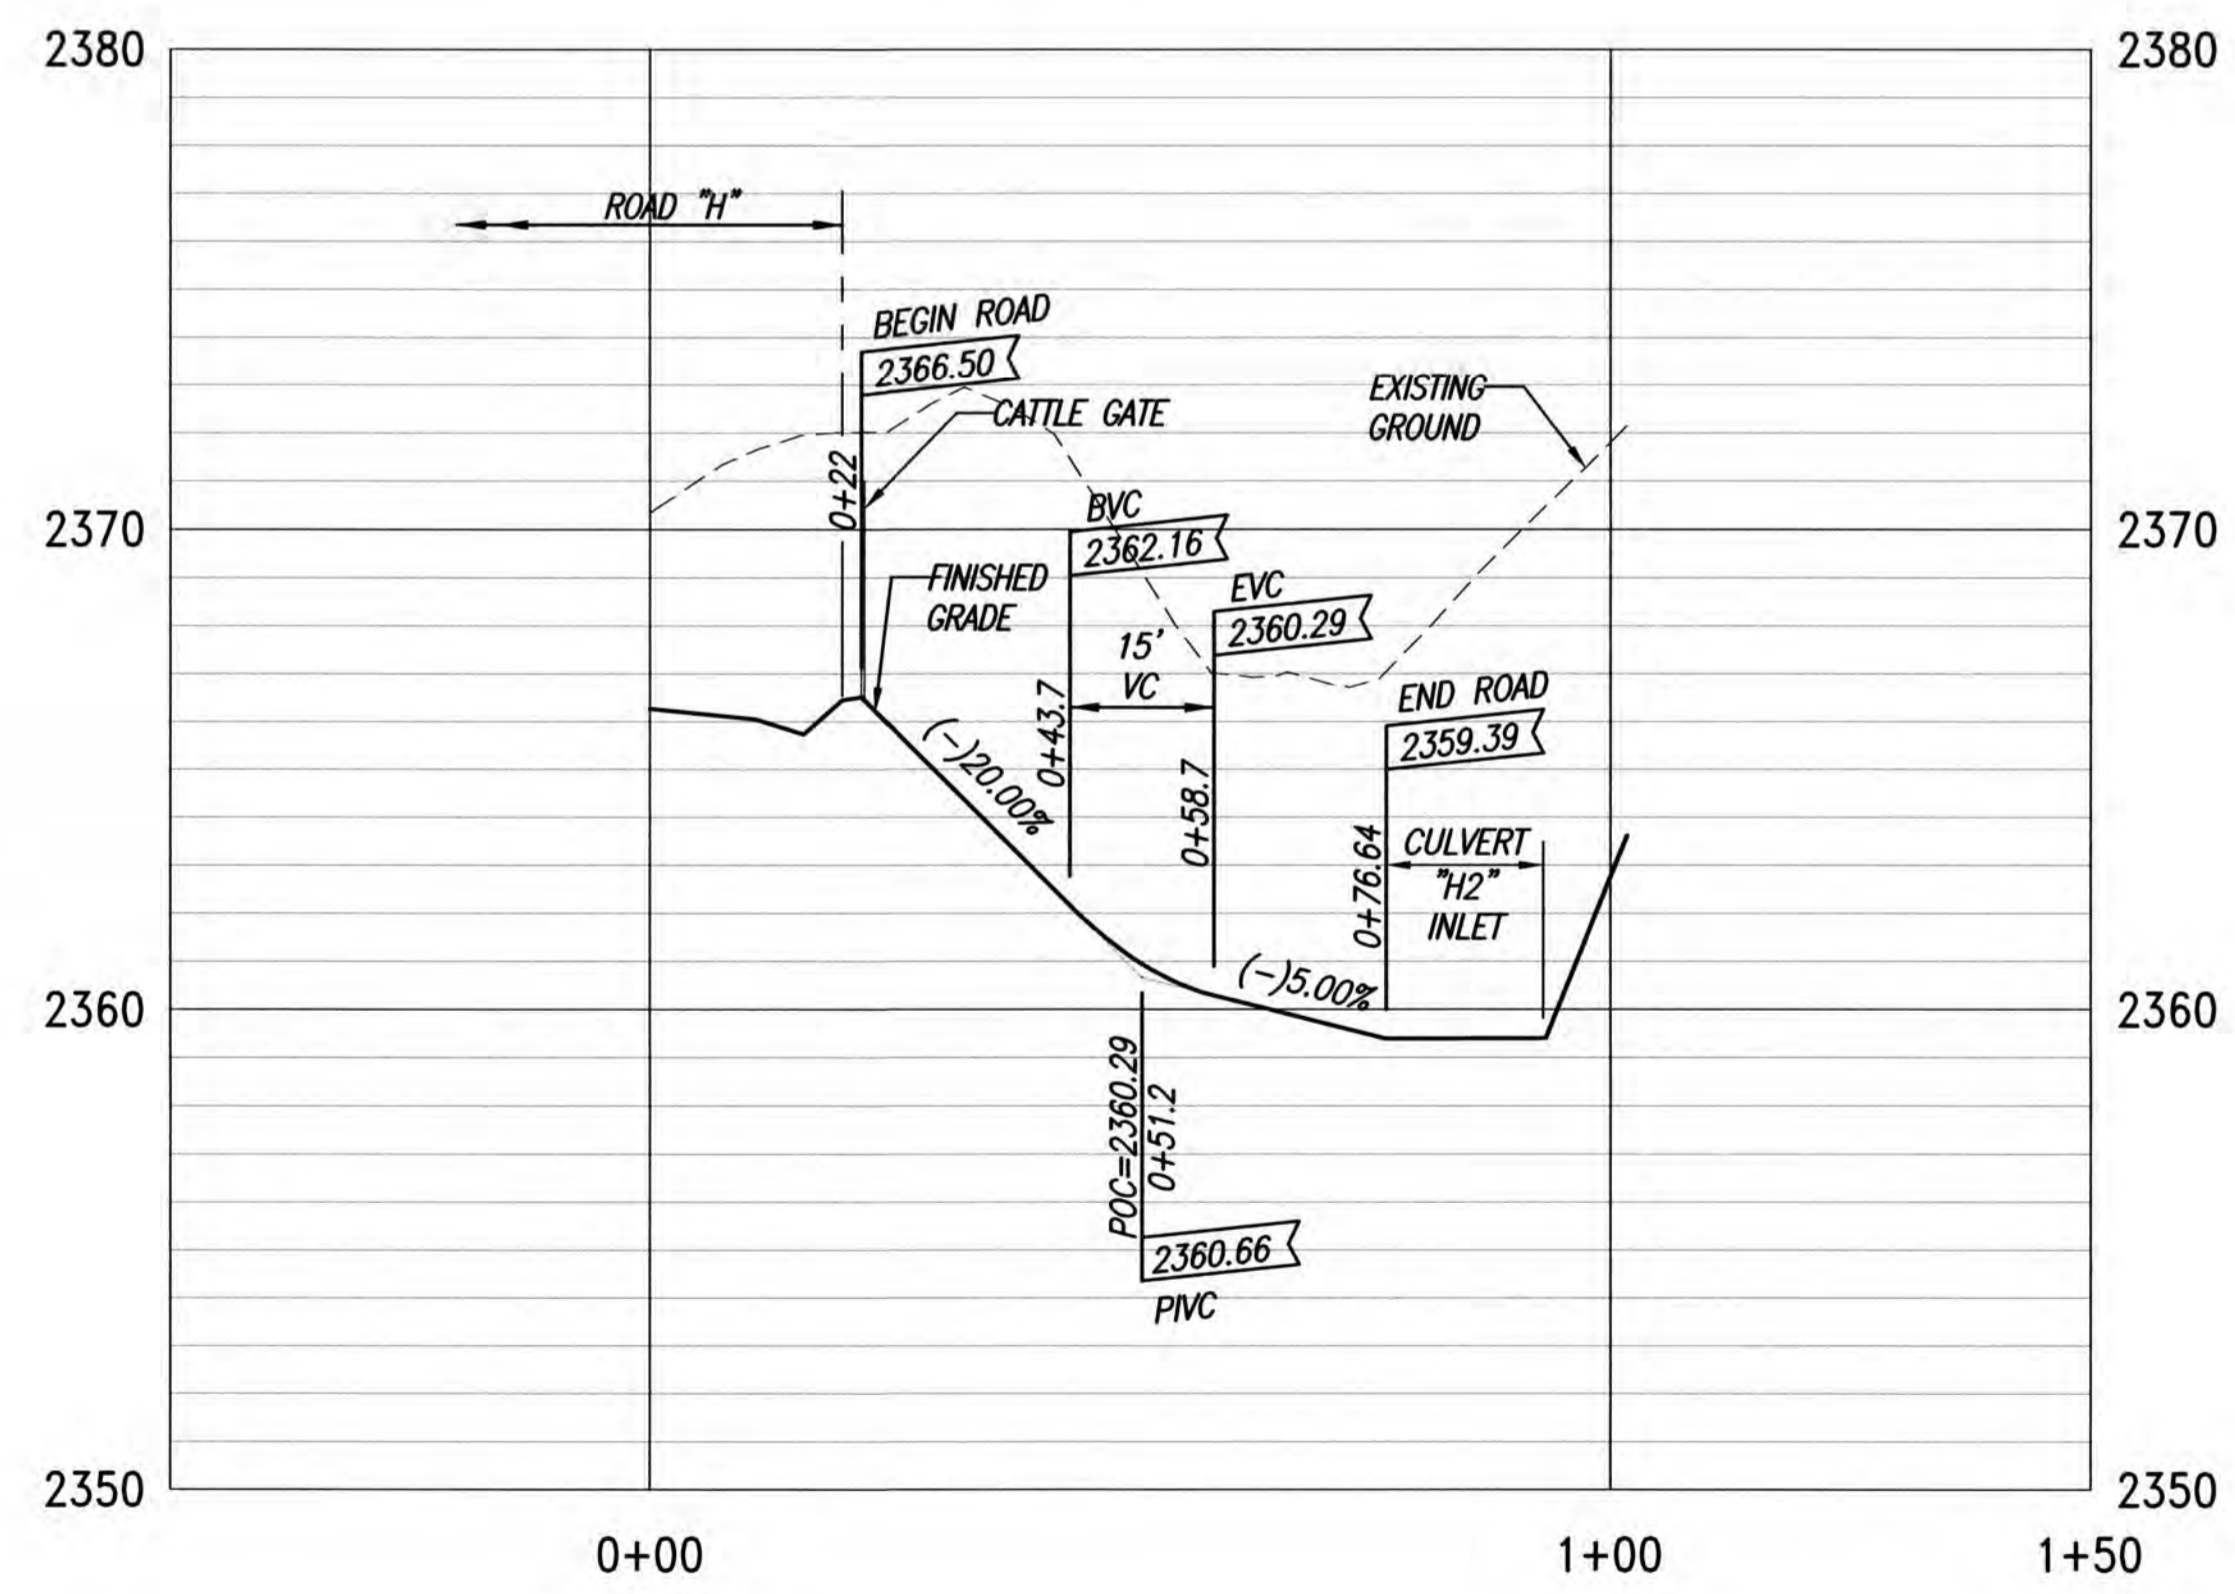 2380
2380
ROAD "H"
BEGIN ROAD
2366.50
CATTLE GATE
EXISTING
GROUND
0+22
2370
2370
BVC
2362.16
FINISHED
GRADE
EVC
2360.29
15'
VC
0+43.7
END ROAD
2359.39
(-)20.00%
0+58.7
0+76.64
CULVERT
"H2"
INLET
(-)5.00%
2360
2360
POC=2360.29
0+51.2
2360.66
PIVC
2350
2350
0+00
1+00
1+50